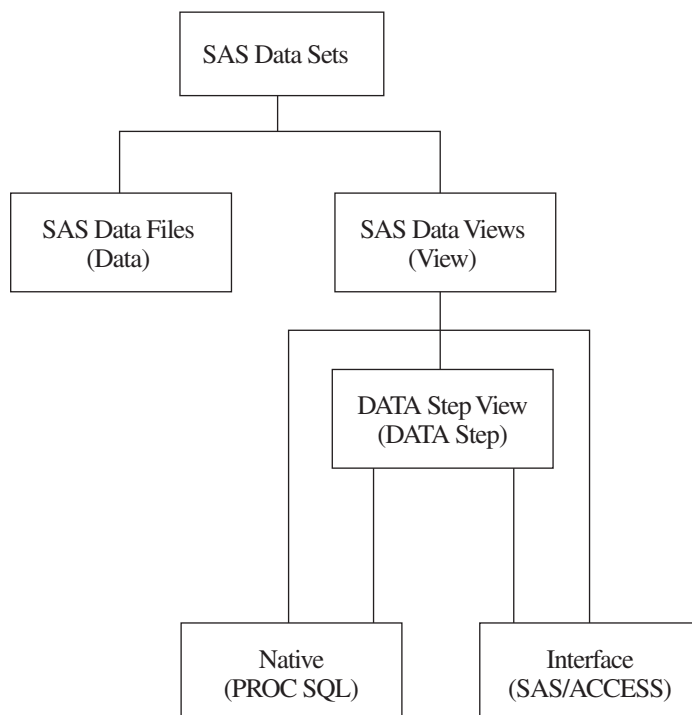 SAS Data Sets
SAS Data Files
(Data)
SAS Data Views
(View)
DATA Step View
(DATA Step)
Native
(PROC SQL)
Interface
(SAS/ACCESS)